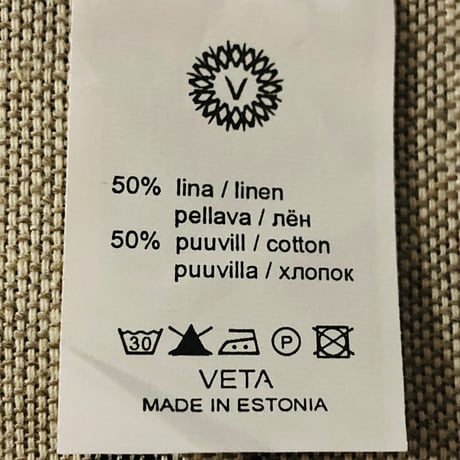 V
50% lina / linen
pellava / лён
50% puuvill / cotton
puuvilla / хлопок
30 P
VETA
MADE IN ESTONIA